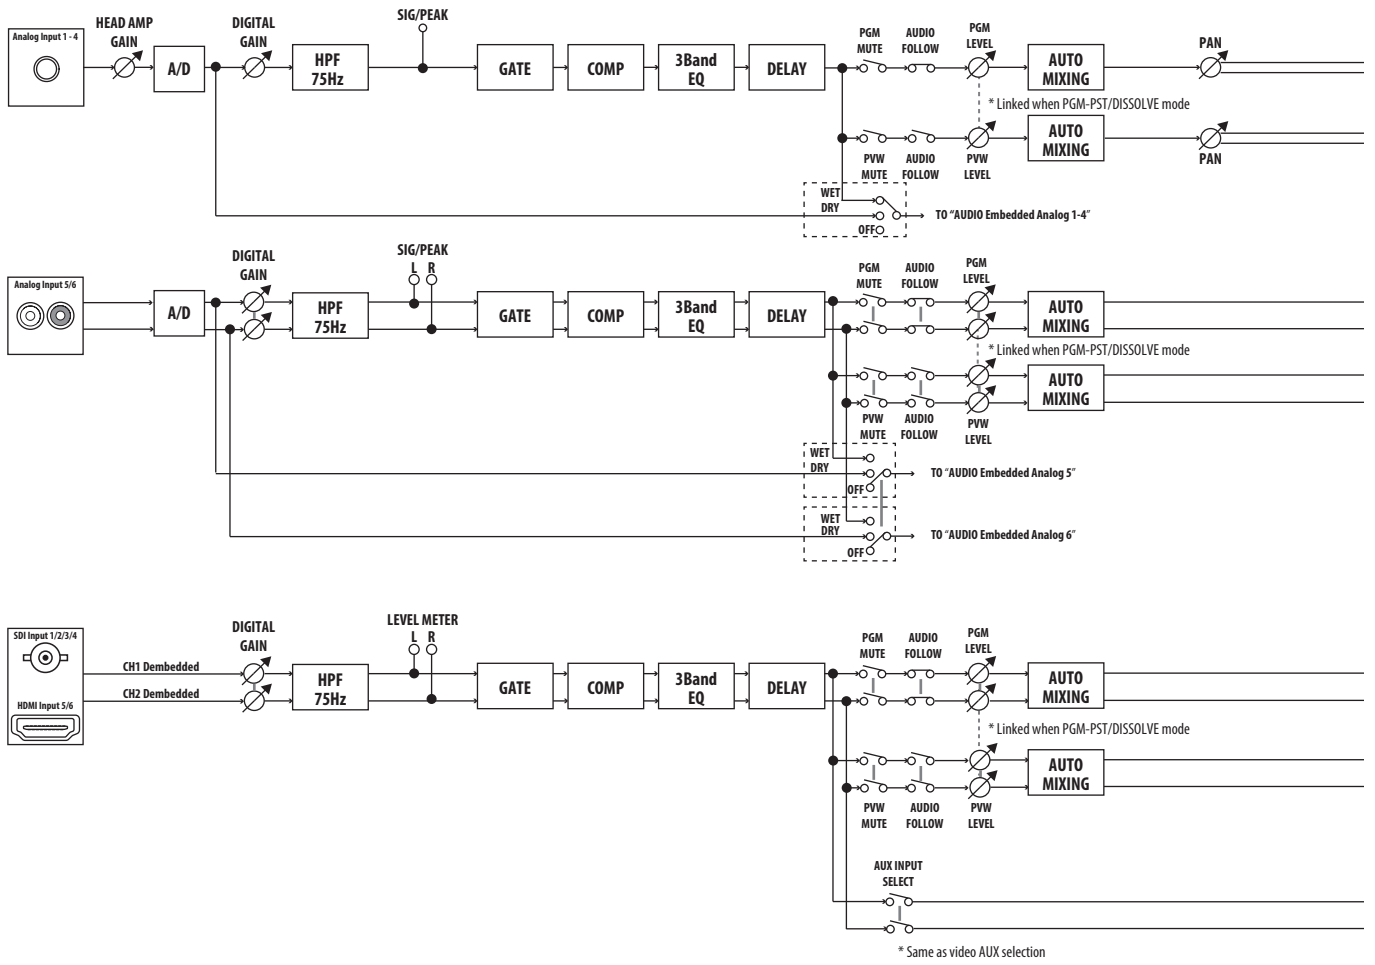 Analog Input 1 - 4
HEAD AMP
GAIN
A/D
DIGITAL
GAIN
HPF
75Hz
SIG/PEAK
GATE
COMP
3Band
EQ
DELAY
PGM
MUTE
AUDIO
FOLLOW
PGM
LEVEL
AUTO
MIXING
PAN
* Linked when PGM-PST/DISSOLVE mode
PVW
MUTE
AUDIO
FOLLOW
PVW
LEVEL
AUTO
MIXING
PAN
WET
DRY
OFF
TO "AUDIO Embedded Analog 1-4"
Analog Input 5/6
A/D
DIGITAL
GAIN
HPF
75Hz
SIG/PEAK
L R
GATE
COMP
3Band
EQ
DELAY
PGM
MUTE
AUDIO
FOLLOW
PGM
LEVEL
AUTO
MIXING
* Linked when PGM-PST/DISSOLVE mode
AUTO
MIXING
PVW
MUTE
AUDIO
FOLLOW
PVW
LEVEL
WET
DRY
OFF
TO "AUDIO Embedded Analog 5"
WET
DRY
OFF
TO "AUDIO Embedded Analog 6"
SDI Input 1/2/3/4
HDMI Input 5/6
CH1 Dembedded
CH2 Dembedded
DIGITAL
GAIN
HPF
75Hz
LEVEL METER
L R
GATE
COMP
3Band
EQ
DELAY
PGM
MUTE
AUDIO
FOLLOW
PGM
LEVEL
AUTO
MIXING
* Linked when PGM-PST/DISSOLVE mode
AUTO
MIXING
PVW
MUTE
AUDIO
FOLLOW
PVW
LEVEL
AUX INPUT
SELECT
* Same as video AUX selection